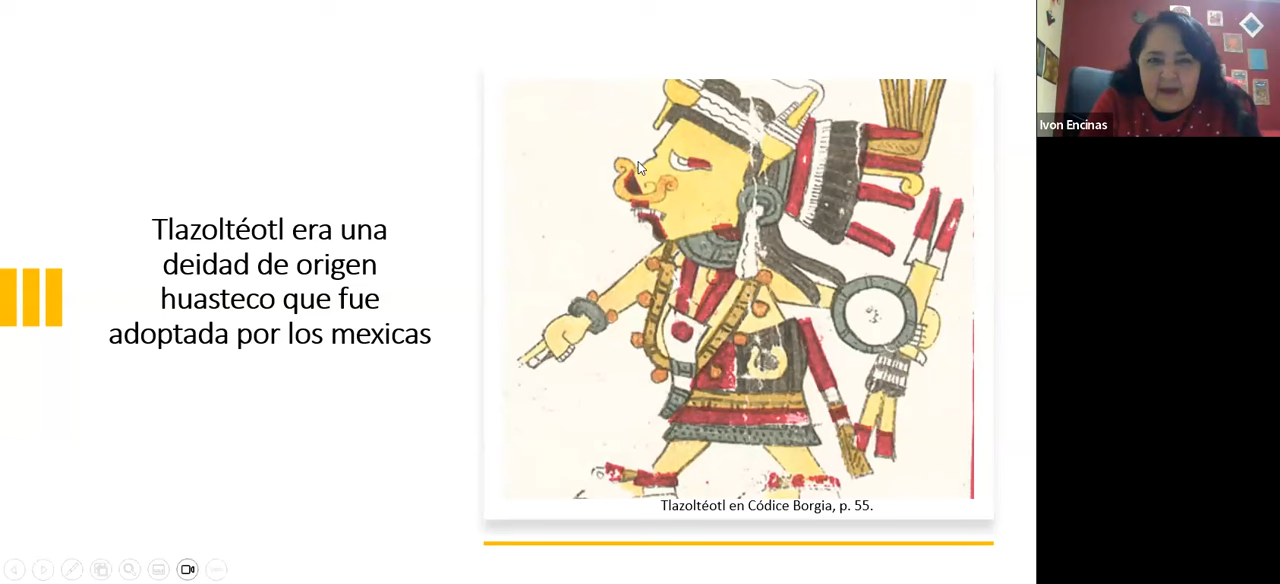 Tlazoltéotl era una
deidad de origen
huasteco que fue
adoptada por los mexicas
Tlazoltéotl en Códice Borgia, p. 55.
Ivon Encinas